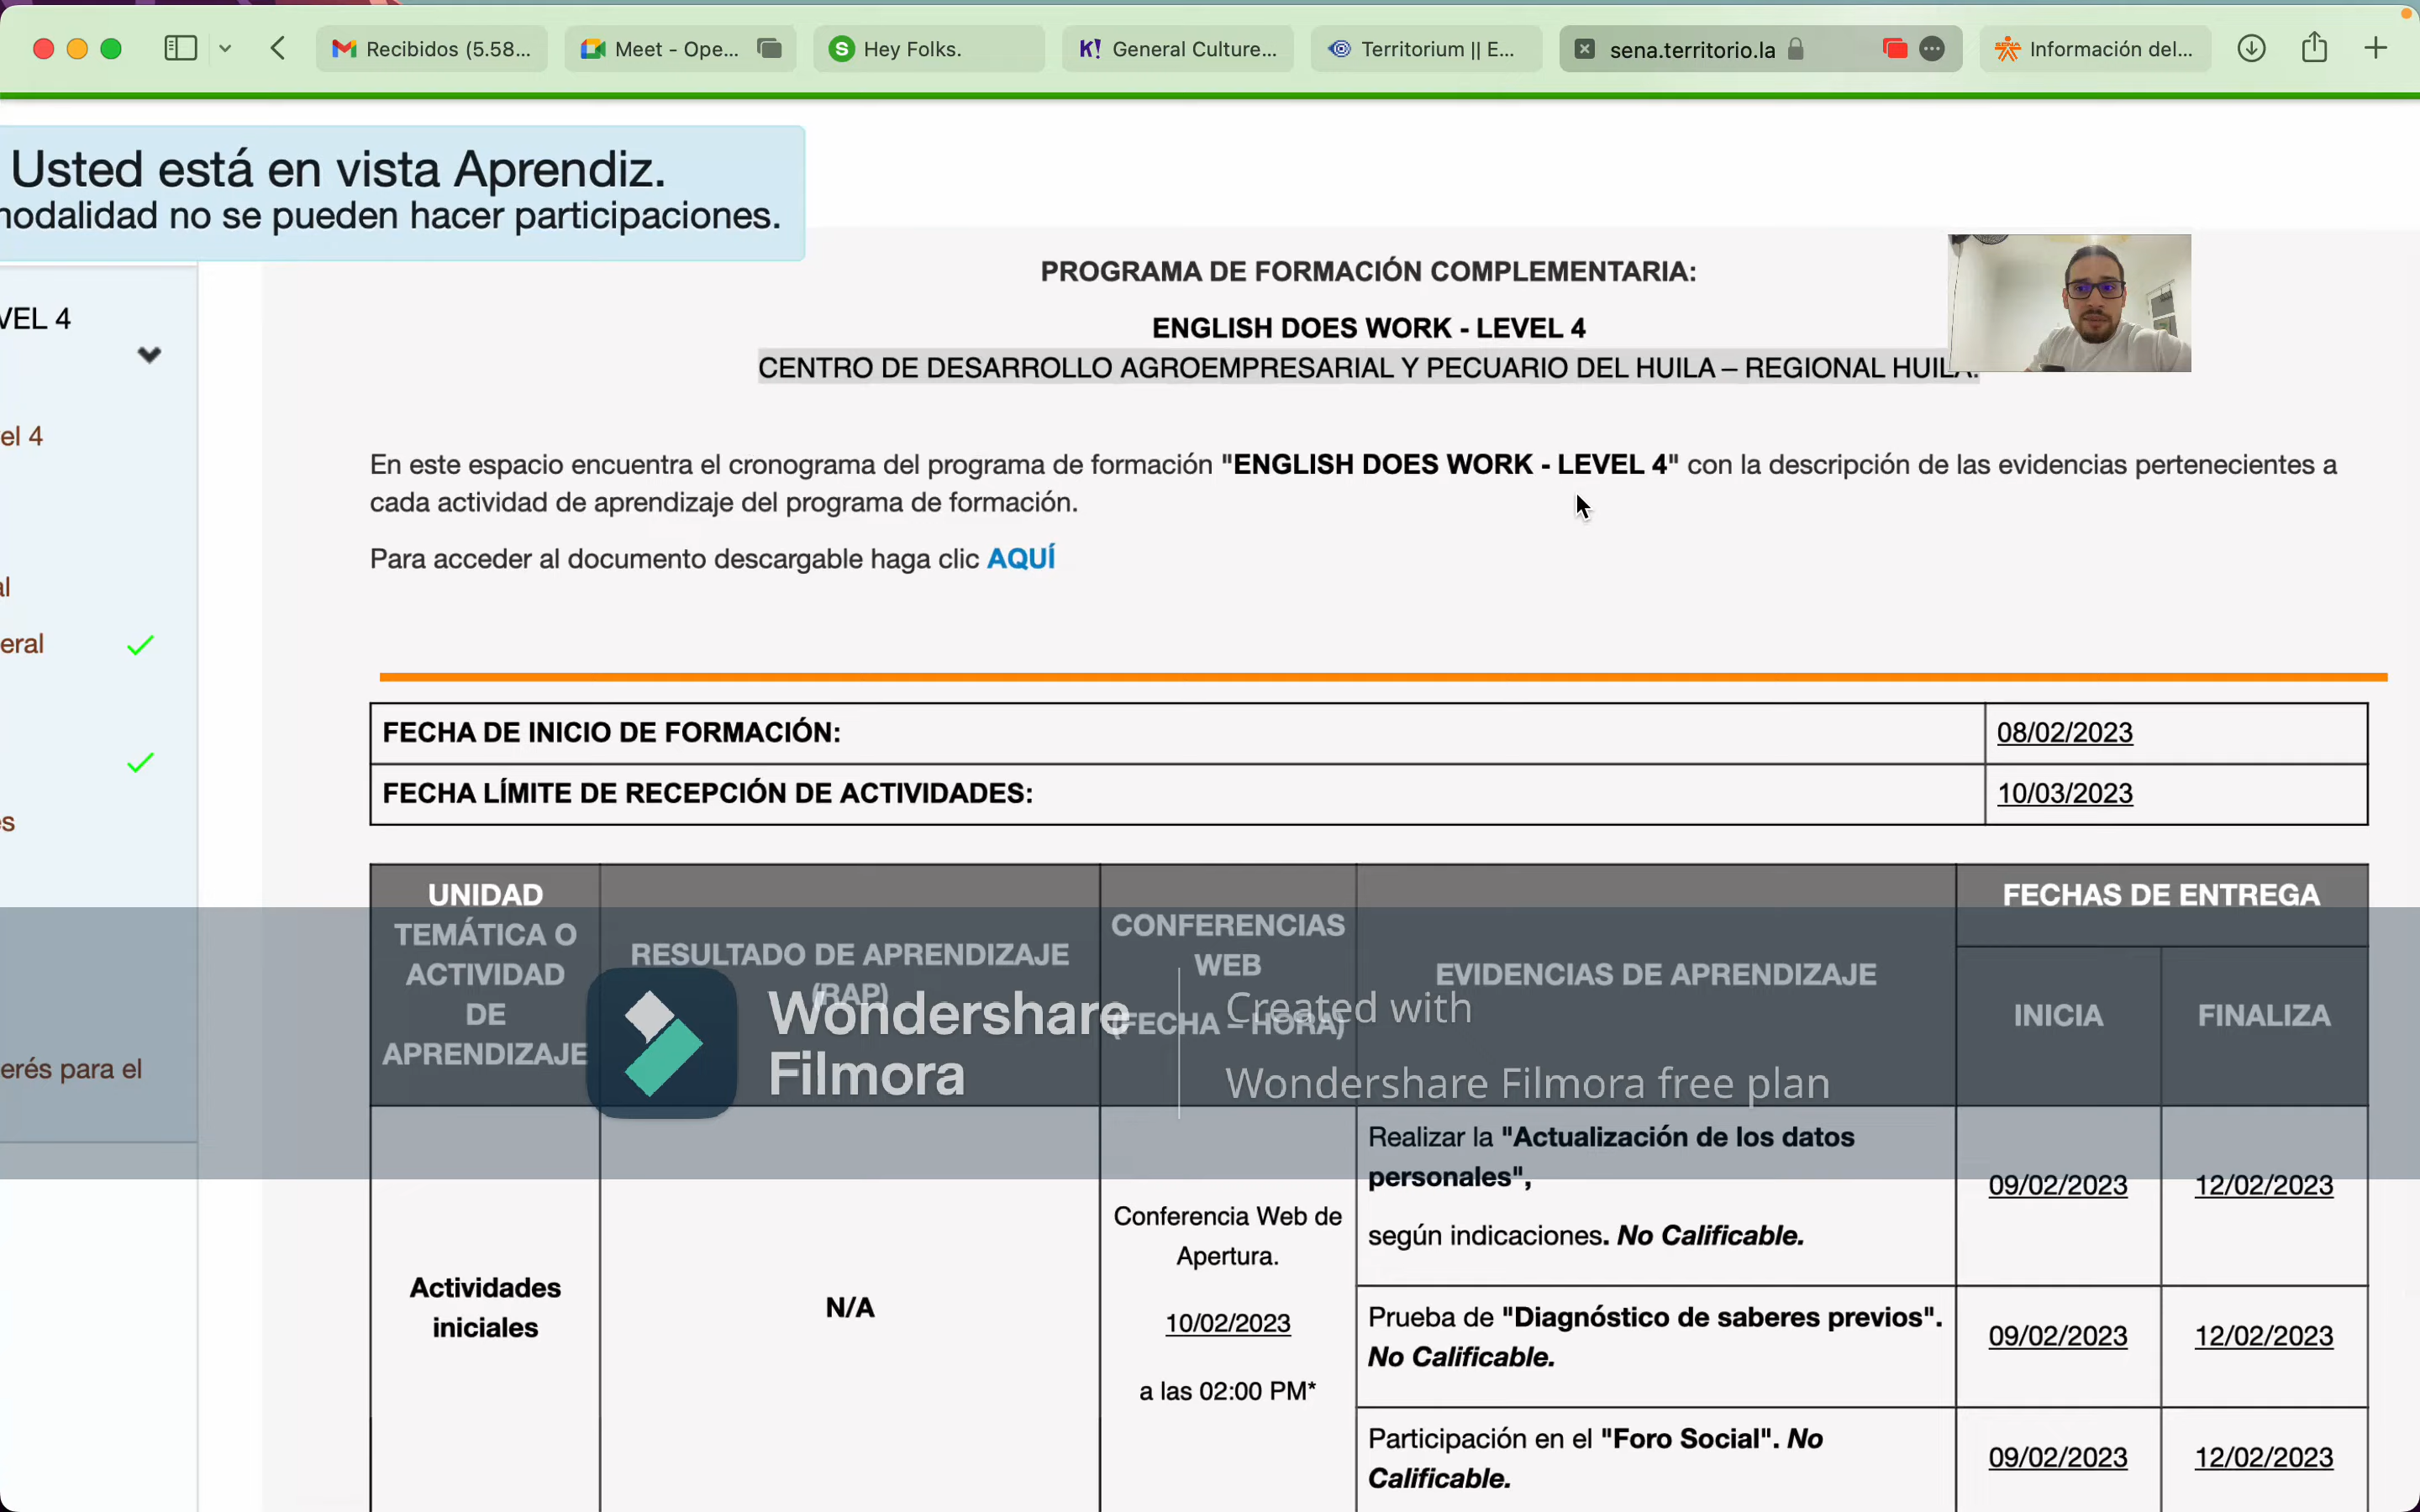 Recibidos (5.58...
Meet - Ope...
Hey Folks.
K! General Culture...
Territorium || E...
sena.territorio.la
Información del...
Usted está en vista Aprendiz.
modalidad no se pueden hacer participaciones.
VEL 4
el 4
al
eral
es
erés para el
PROGRAMA DE FORMACIÓN COMPLEMENTARIA:
ENGLISH DOES WORK - LEVEL 4
CENTRO DE DESARROLLO AGROEMPRESARIAL Y PECUARIO DEL HUILA – REGIONAL HUILA.
En este espacio encuentra el cronograma del programa de formación "ENGLISH DOES WORK - LEVEL 4" con la descripción de las evidencias pertenecientes a
cada actividad de aprendizaje del programa de formación.
Para acceder al documento descargable haga clic AQUÍ
FECHA DE INICIO DE FORMACIÓN: 08/02/2023
FECHA LÍMITE DE RECEPCIÓN DE ACTIVIDADES: 10/03/2023
UNIDAD
TEMÁTICA O
ACTIVIDAD
DE
APRENDIZAJE
RESULTADO DE APRENDIZAJE
(RAP)
CONFERENCIAS
WEB
(FECHA – HORA)
EVIDENCIAS DE APRENDIZAJE
FECHAS DE ENTREGA
INICIA
FINALIZA
Wondershare
Filmora
Created with
Wondershare Filmora free plan
Actividades
iniciales
N/A
Conferencia Web de
Apertura.
10/02/2023
a las 02:00 PM*
Realizar la "Actualización de los datos
personales",
según indicaciones. No Calificable.
09/02/2023
12/02/2023
Prueba de "Diagnóstico de saberes previos".
No Calificable.
09/02/2023
12/02/2023
Participación en el "Foro Social". No
Calificable.
09/02/2023
12/02/2023